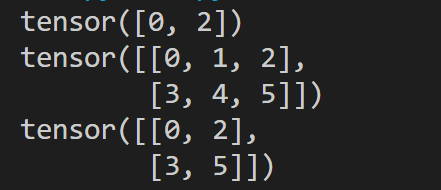 tensor([0, 2])
tensor([[0, 1, 2],
        [3, 4, 5]])
tensor([[0, 2],
        [3, 5]])